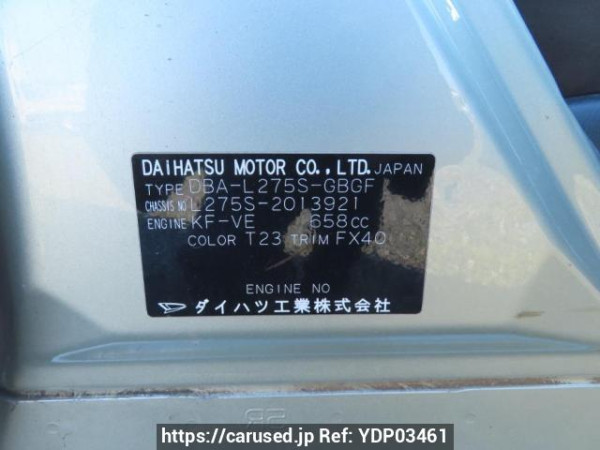 DAIHATSU MOTOR CO.,LTD. JAPAN
TYPE DBA-L275S-GBGF
CHASSIS NO L275S-2013921
ENGINE KF-VE 658CC
COLOR T23 TRIM FX40
ENGINE NO
ダイハツ工業株式会社
https://carused.jp Ref: YDP03461